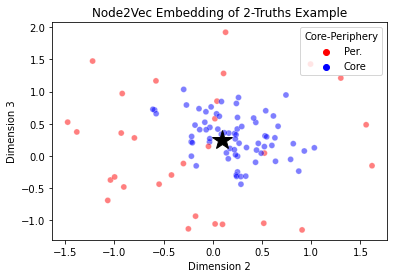 Node2Vec Embedding of 2-Truths Example
Core-Periphery
Per.
Core
2.0
1.5
1.0
0.5
0.0
−0.5
−1.0
Dimension 3
−1.5 −1.0 −0.5 0.0 0.5 1.0 1.5
Dimension 2